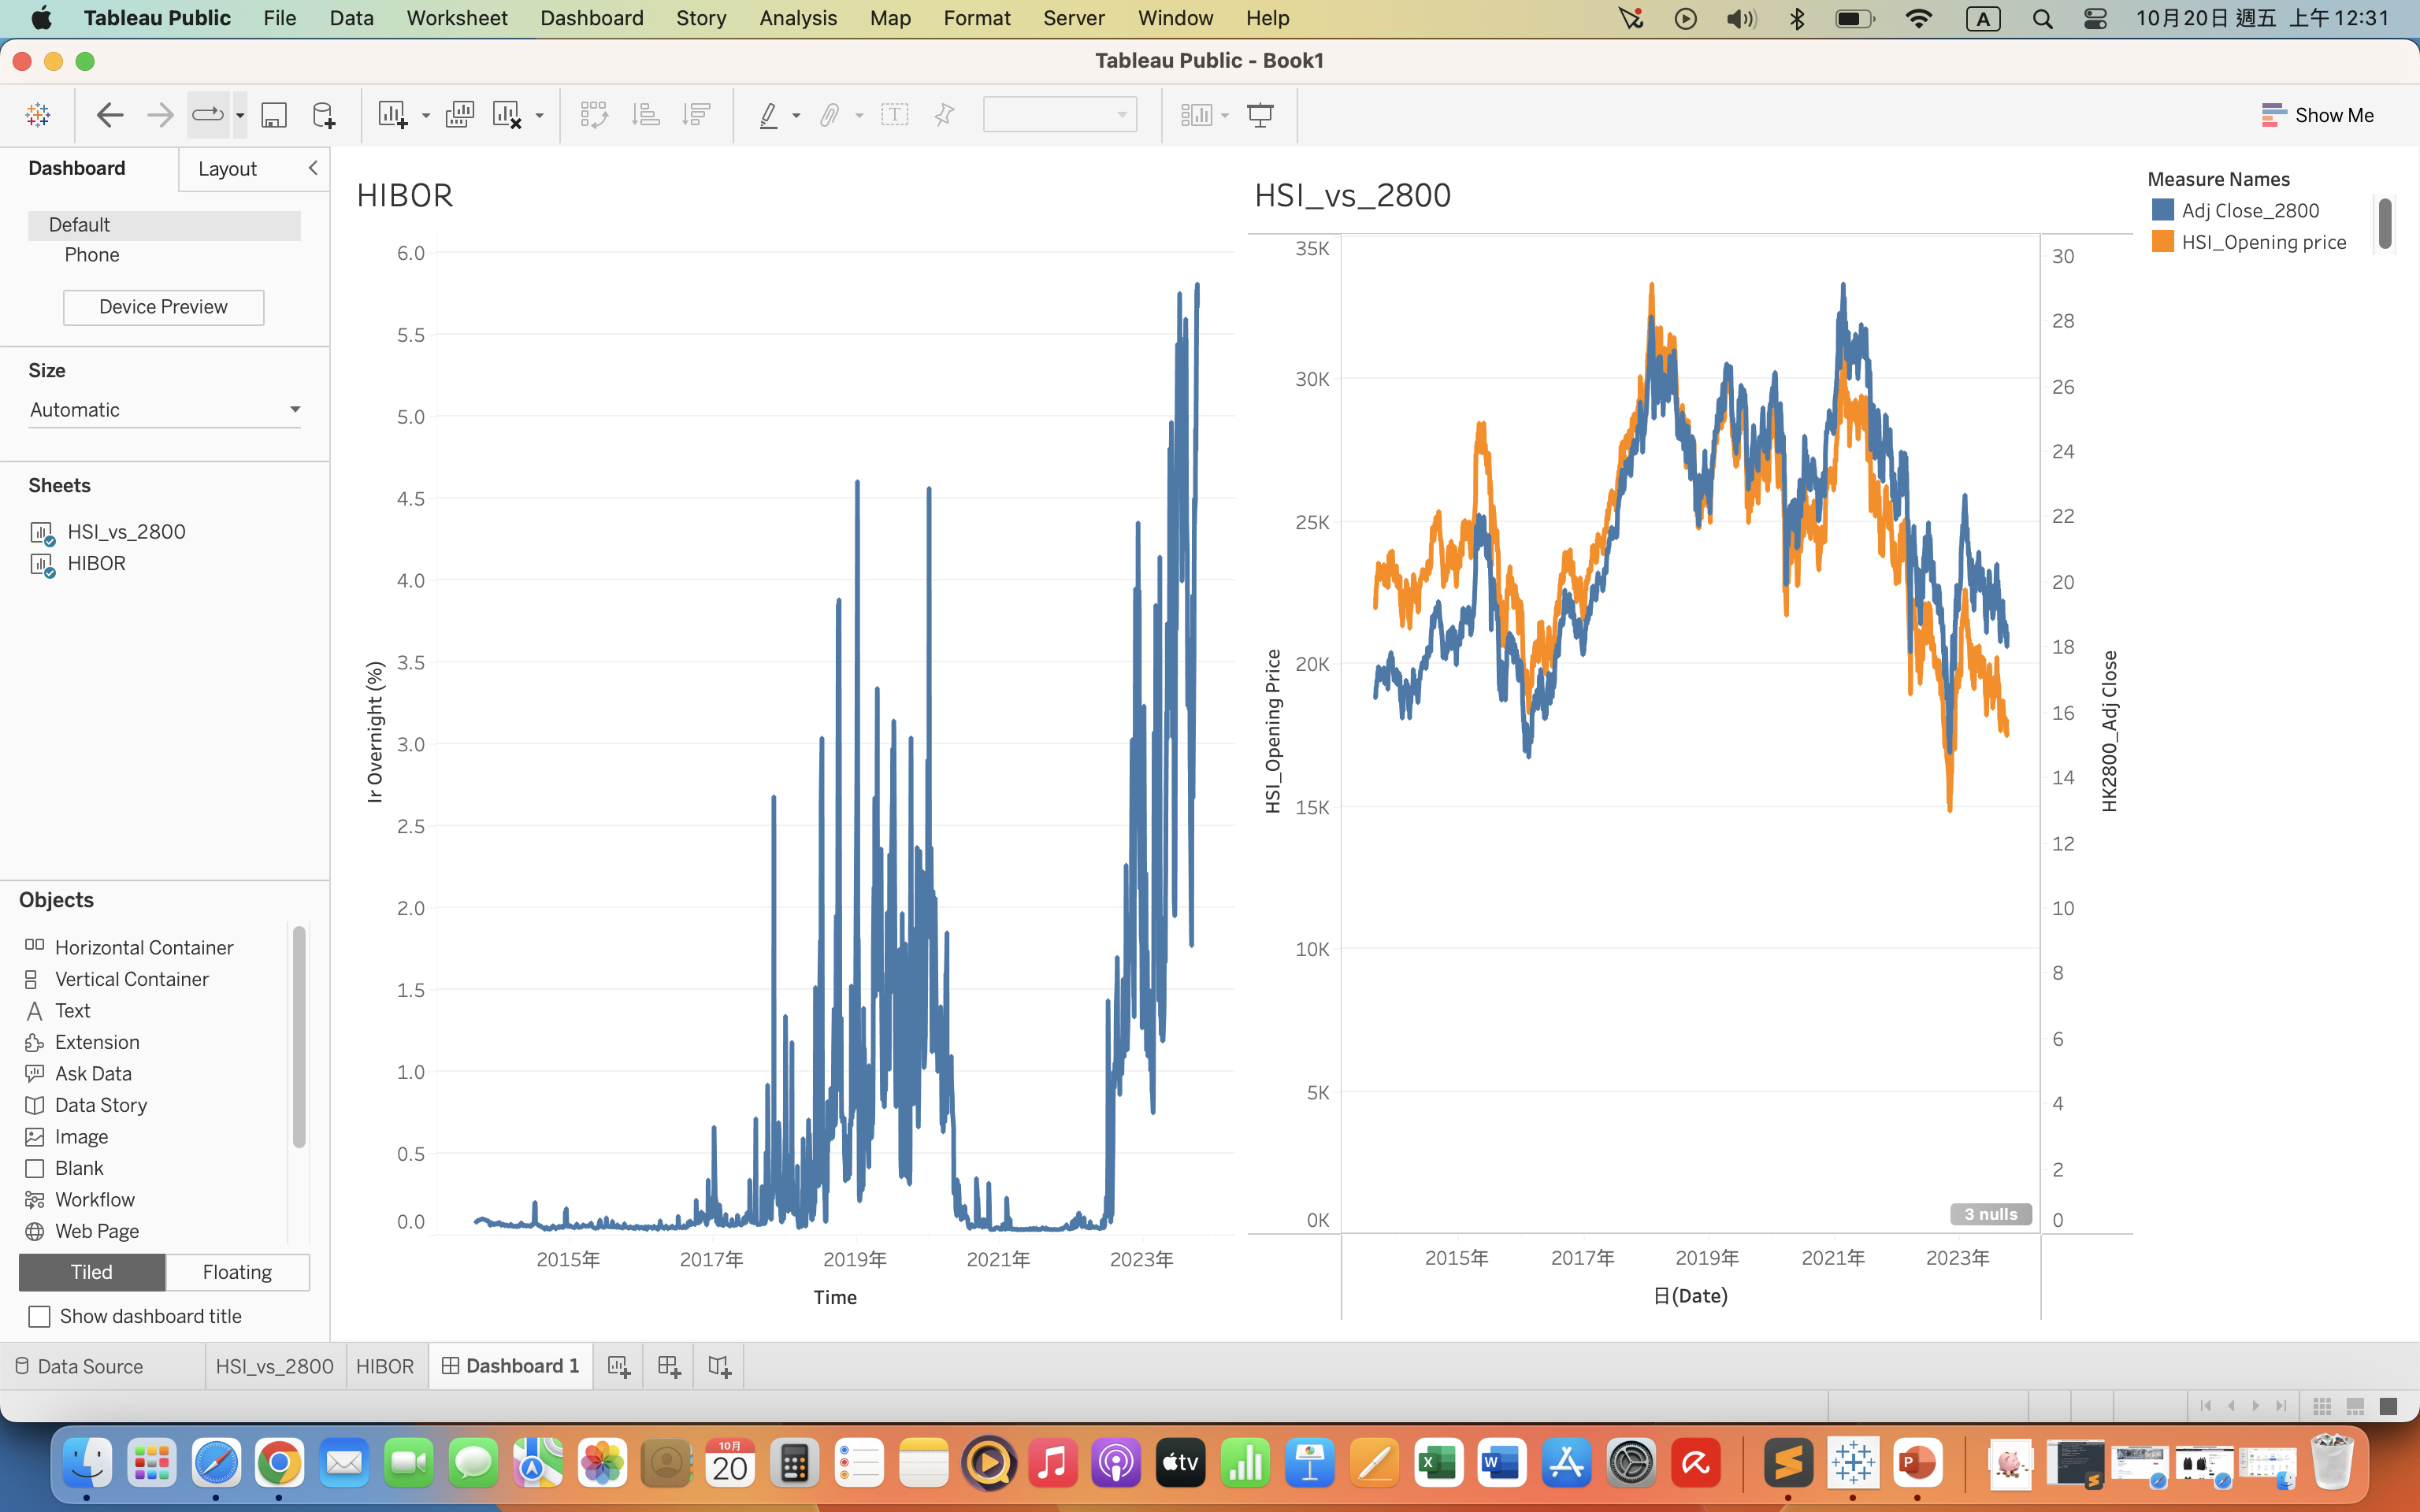 Tableau Public File Data Worksheet Dashboard Story Analysis Map Format Server Window Help A 10月20日 週五 上午 12:31
Tableau Public - Book1
Show Me
Dashboard Layout
Default
Phone
Device Preview
Size
Automatic
Sheets
HSI_vs_2800
HIBOR
Objects
Horizontal Container
Vertical Container
Text
Extension
Ask Data
Data Story
Image
Blank
Workflow
Web Page
Tiled Floating
Show dashboard title
HIBOR
6.0
5.5
5.0
4.5
4.0
3.5
3.0
2.5
2.0
1.5
1.0
0.5
0.0
Ir Overnight (%)
2015年 2017年 2019年 2021年 2023年
Time
HSI_vs_2800
35K
30K
25K
20K
15K
10K
5K
0K
HSI_Opening Price
30
28
26
24
22
20
18
16
14
12
10
8
6
4
2
0
HK2800_Adj Close
3 nulls
2015年 2017年 2019年 2021年 2023年
日(Date)
Measure Names
Adj Close_2800
HSI_Opening price
Data Source HSI_vs_2800 HIBOR Dashboard 1
10月
20
tv
X
W
P